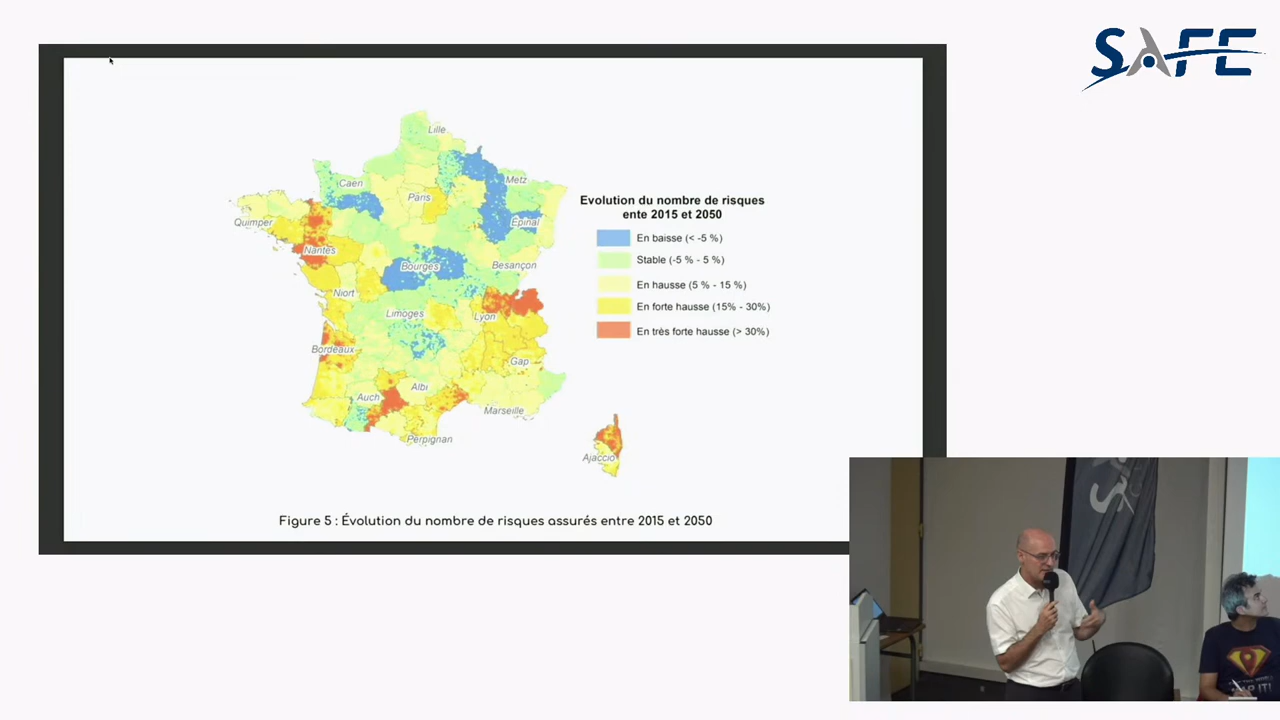 SAFE
Lille
Caen
Paris
Metz
Quimper
Épinal
Nantes
Bourges
Besançon
Niort
Limoges
Lyon
Bordeaux
Gap
Auch
Albi
Marseille
Perpignan
Ajaccio
Evolution du nombre de risques
ente 2015 et 2050
En baisse (< -5 %)
Stable (-5 % - 5 %)
En hausse (5 % - 15 %)
En forte hausse (15% - 30%)
En très forte hausse (> 30%)
Figure 5 : Évolution du nombre de risques assurés entre 2015 et 2050